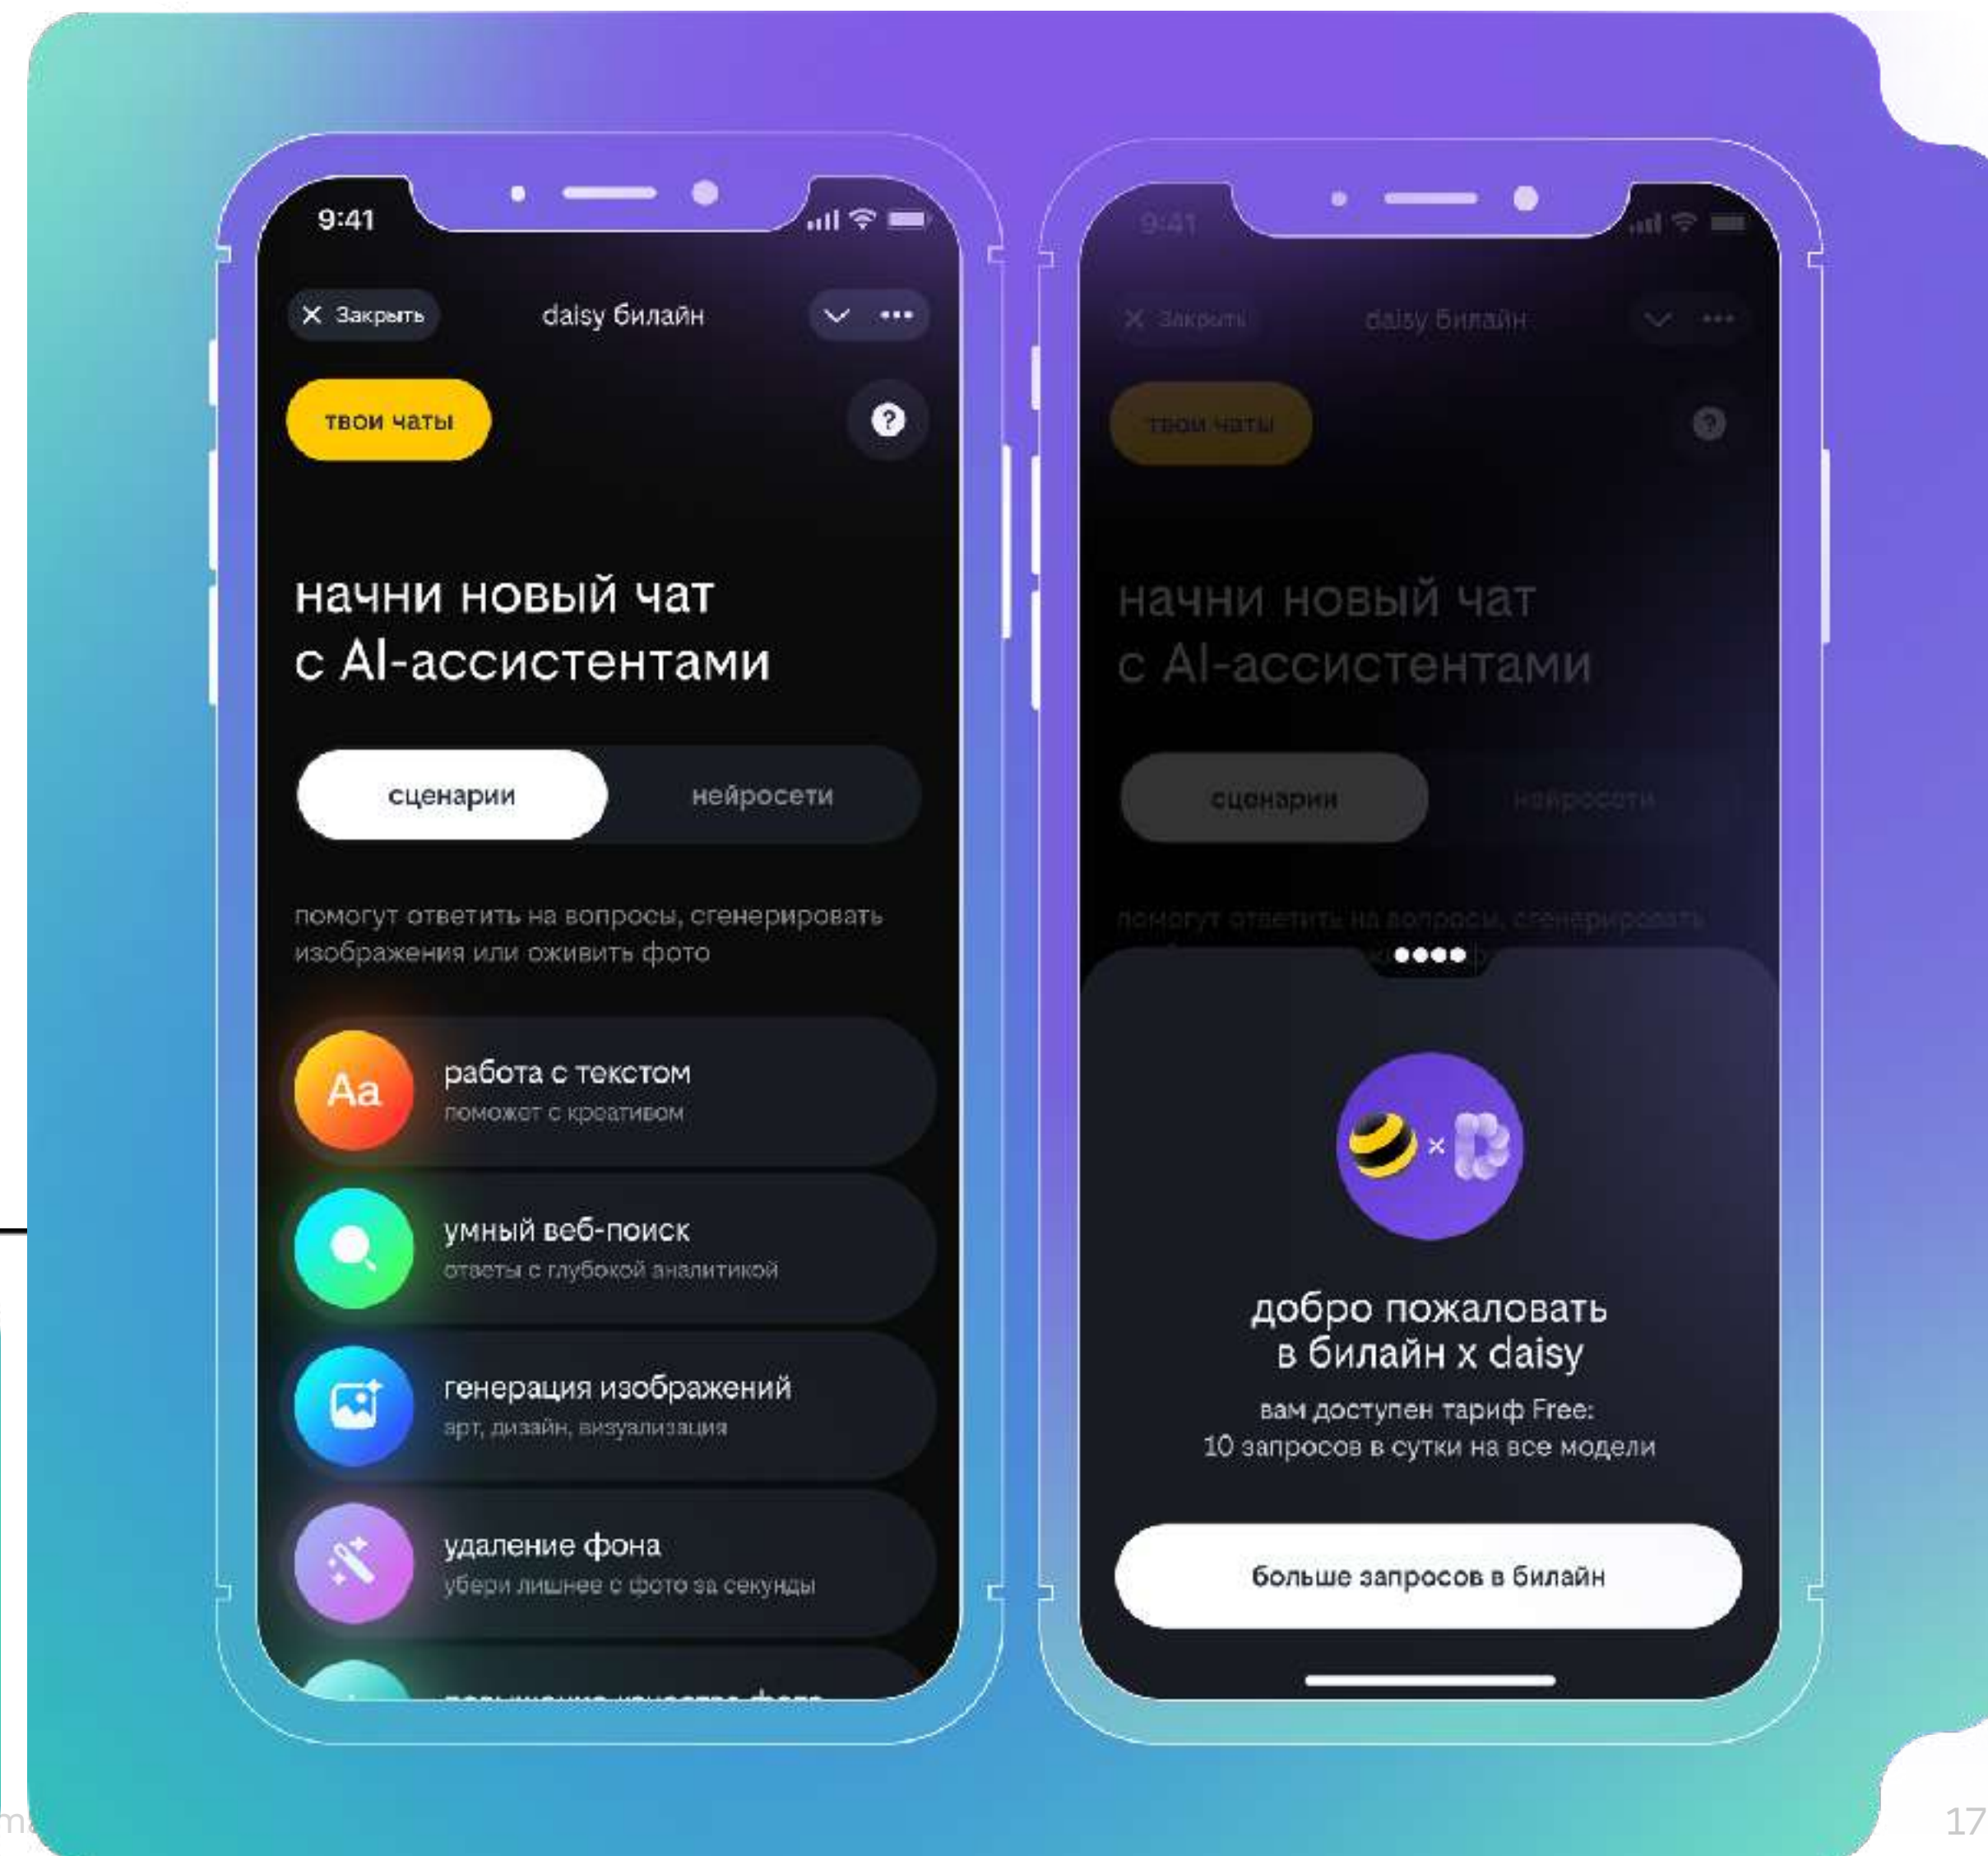 9:41
Закрыть
daisy билайн
твои чаты
?
начни новый чат
с AI-ассистентами
сценарии
нейросети
помогут ответить на вопросы, сгенерировать
изображения или оживить фото
Aa
работа с текстом
поможет с креативом
умный веб-поиск
ответы с глубокой аналитикой
генерация изображений
арт, дизайн, визуализация
удаление фона
убери лишнее с фото за секунды
9:41
Закрыть
daisy билайн
твои чаты
?
начни новый чат
с AI-ассистентами
сценарии
нейросети
помогут ответить на вопросы, сгенерировать
x
добро пожаловать
в билайн x daisy
вам доступен тариф Free:
10 запросов в сутки на все модели
больше запросов в билайн
17